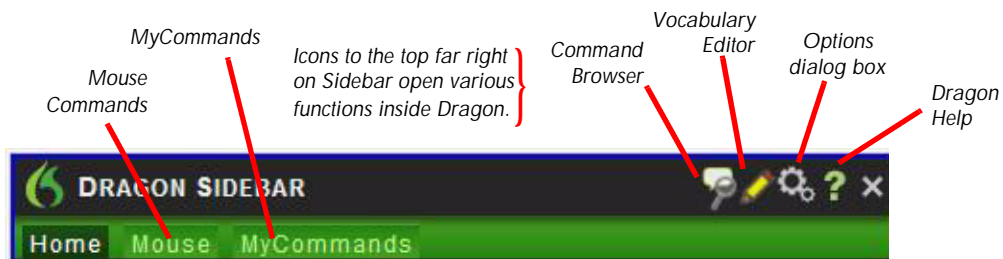 MyCommands
Mouse
Commands
Icons to the top far right
on Sidebar open various
functions inside Dragon.
Command
Browser
Vocabulary
Editor
Options
dialog box
Dragon
Help
DRAGON SIDEBAR
?
×
Home Mouse MyCommands